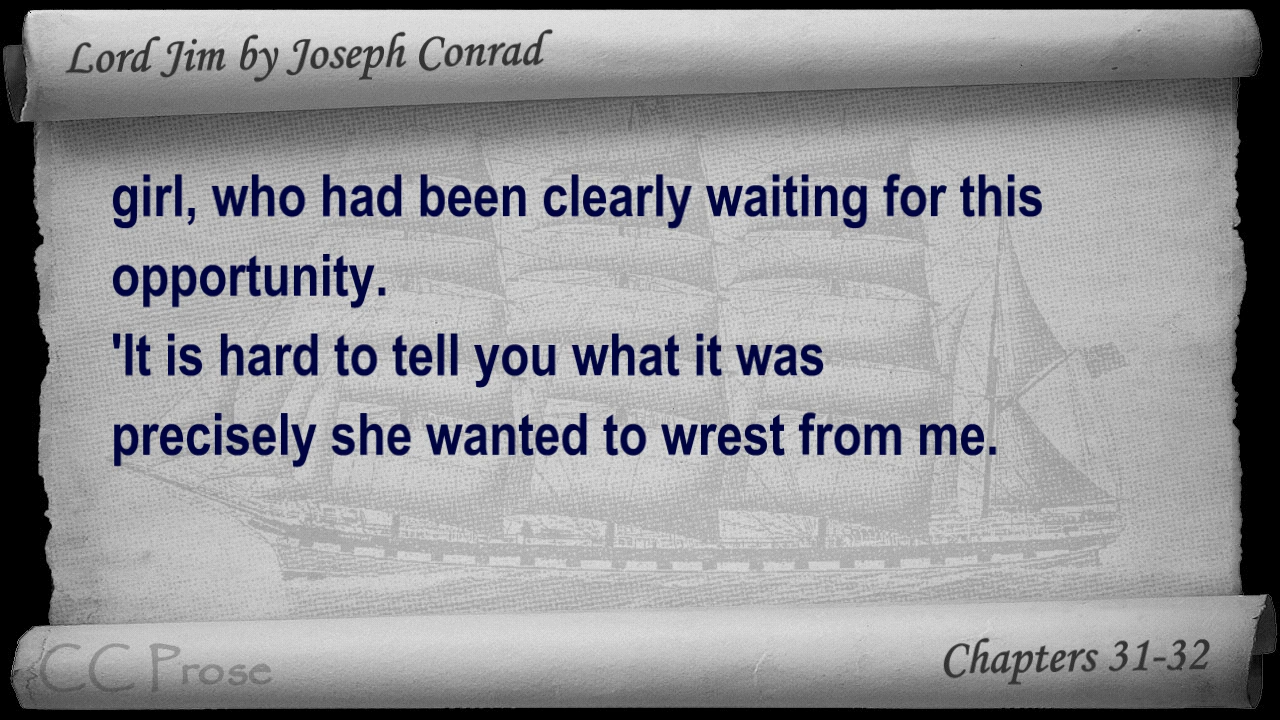 Lord Jim by Joseph Conrad
girl, who had been clearly waiting for this
opportunity.
'It is hard to tell you what it was
precisely she wanted to wrest from me.
CC Prose
Chapters 31-32